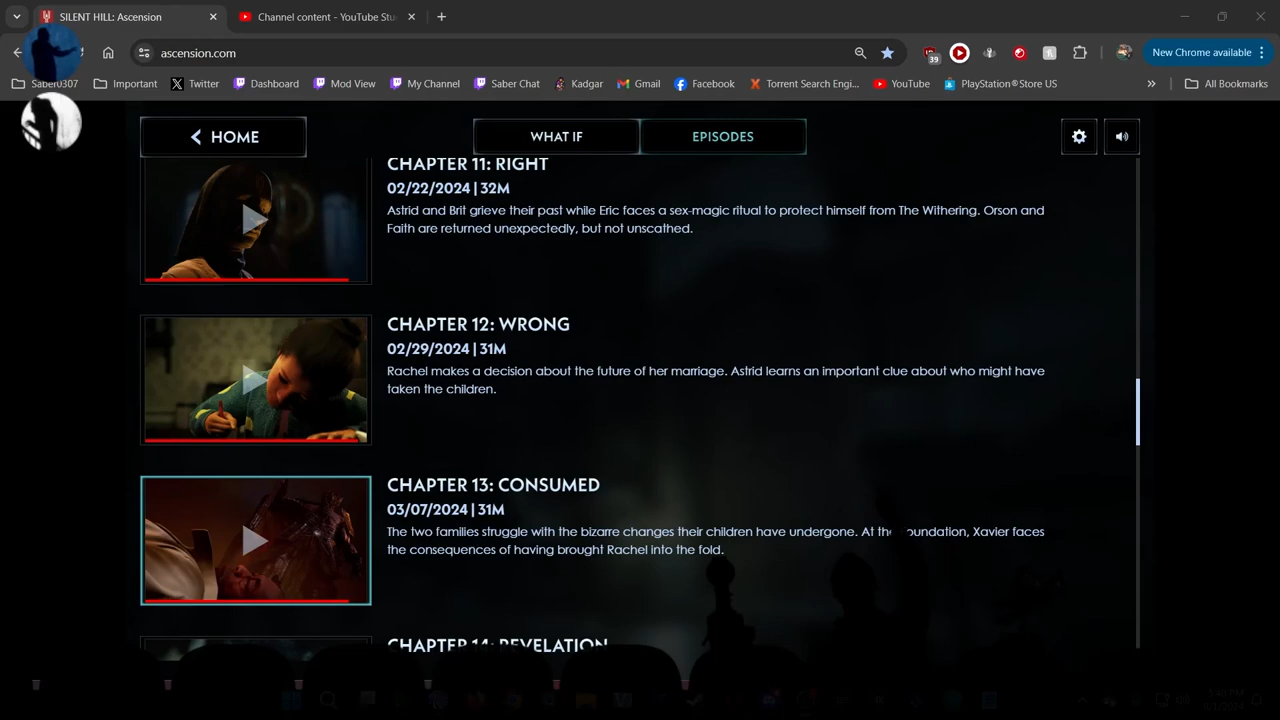 SILENT HILL: Ascension
Channel content - YouTube Stu
ascension.com
39
New Chrome available
Saber0307
Important
Twitter
Dashboard
Mod View
My Channel
Saber Chat
Kadgar
Gmail
Facebook
Torrent Search Engi...
YouTube
PlayStation®Store US
All Bookmarks
HOME
WHAT IF
EPISODES
CHAPTER 11: RIGHT
02/22/2024 | 32M
Astrid and Brit grieve their past while Eric faces a sex-magic ritual to protect himself from The Withering. Orson and
Faith are returned unexpectedly, but not unscathed.
CHAPTER 12: WRONG
02/29/2024 | 31M
Rachel makes a decision about the future of her marriage. Astrid learns an important clue about who might have
taken the children.
CHAPTER 13: CONSUMED
03/07/2024 | 31M
The two families struggle with the bizarre changes their children have undergone. At the oundation, Xavier faces
the consequences of having brought Rachel into the fold.
CHAPTER 14: REVELATION